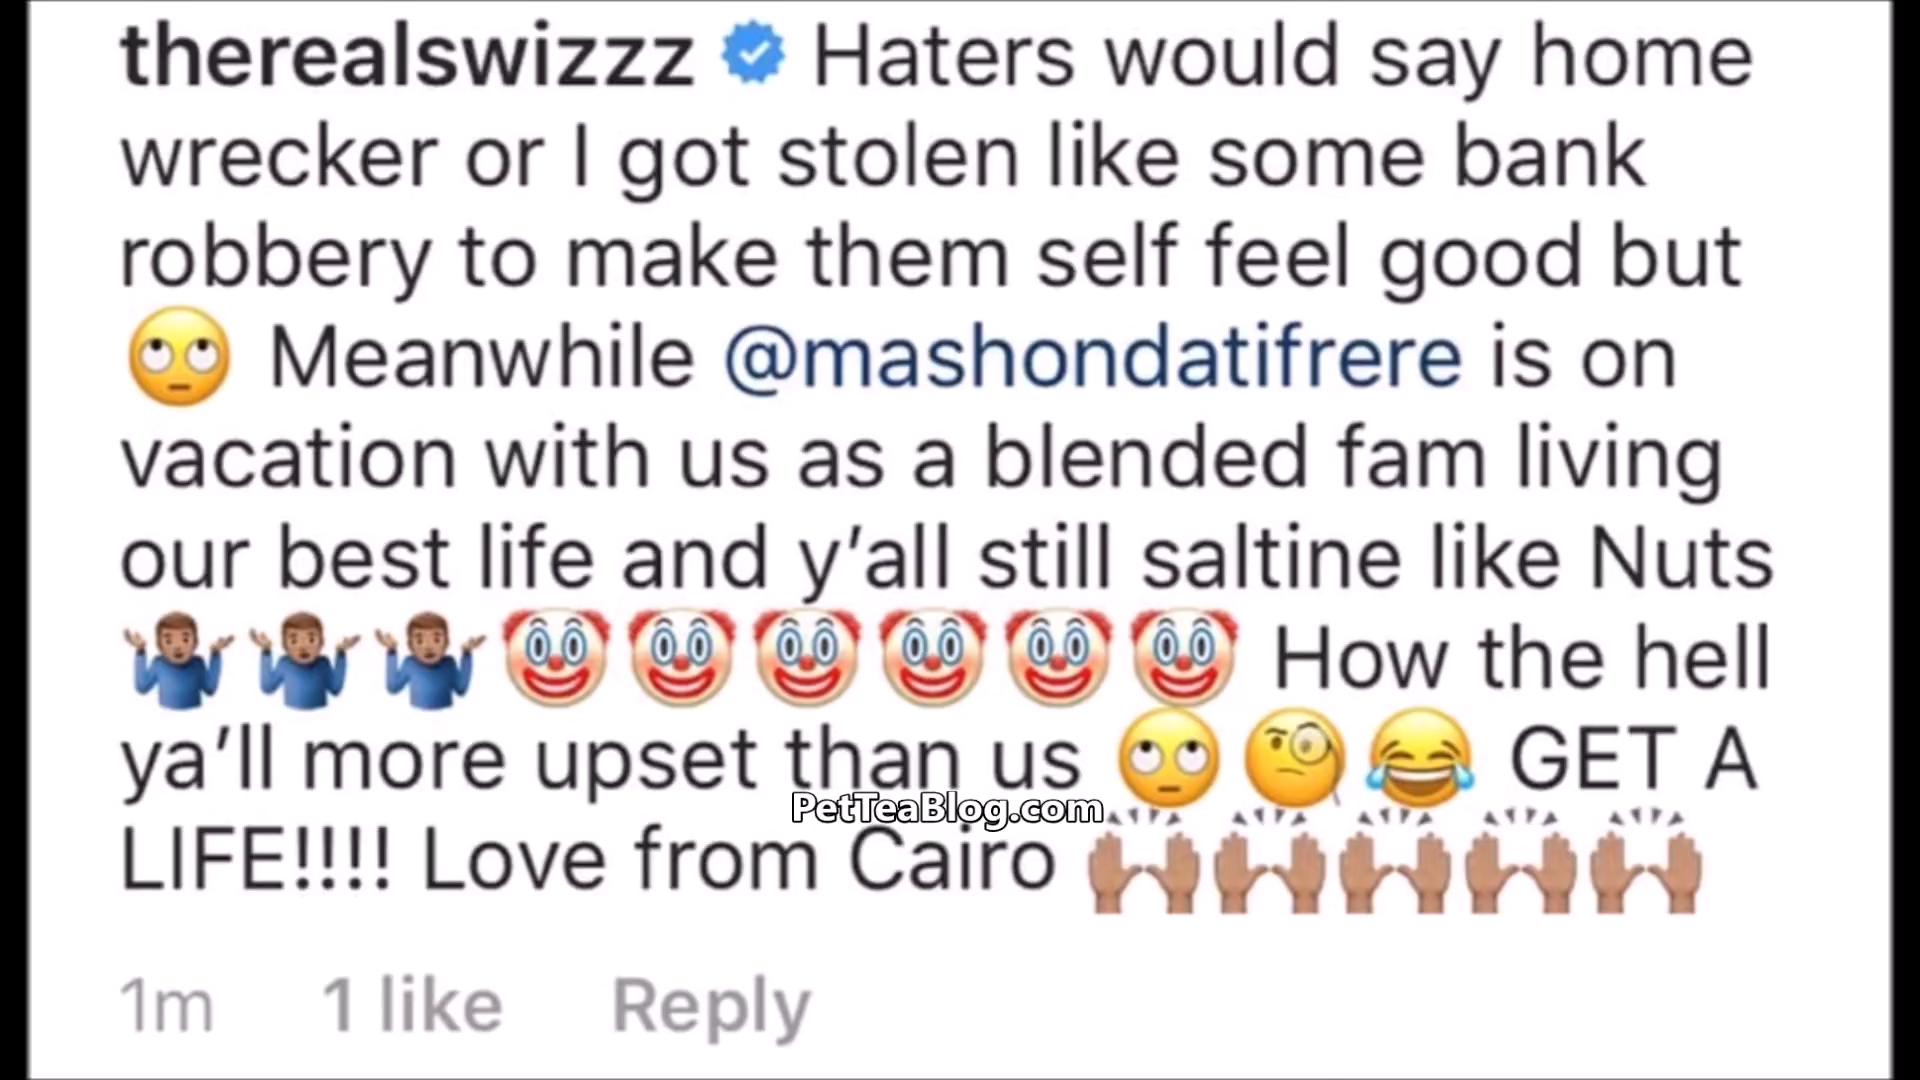 therealswizzz Haters would say home
wrecker or I got stolen like some bank
robbery to make them self feel good but
🙄 Meanwhile @mashondatifrere is on
vacation with us as a blended fam living
our best life and y’all still saltine like Nuts
🤷🏽‍♂️🤷🏽‍♂️🤷🏽‍♂️🤡🤡🤡🤡🤡🤡 How the hell
ya’ll more upset than us 🙄🧐😂 GET A
PetTeaBlog.com
LIFE!!!! Love from Cairo 🙌🏽🙌🏽🙌🏽🙌🏽🙌🏽
1m 1 like Reply